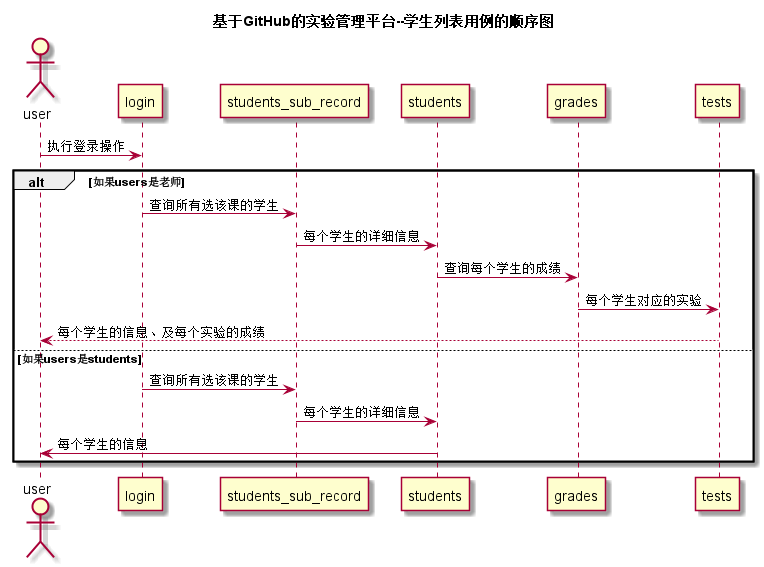 基于GitHub的实验管理平台--学生列表用例的顺序图
user
login
students_sub_record
students
grades
tests
执行登录操作
alt
[如果users是老师]
查询所有选该课的学生
每个学生的详细信息
查询每个学生的成绩
每个学生对应的实验
每个学生的信息、及每个实验的成绩
[如果users是students]
查询所有选该课的学生
每个学生的详细信息
每个学生的信息
user
login
students_sub_record
students
grades
tests